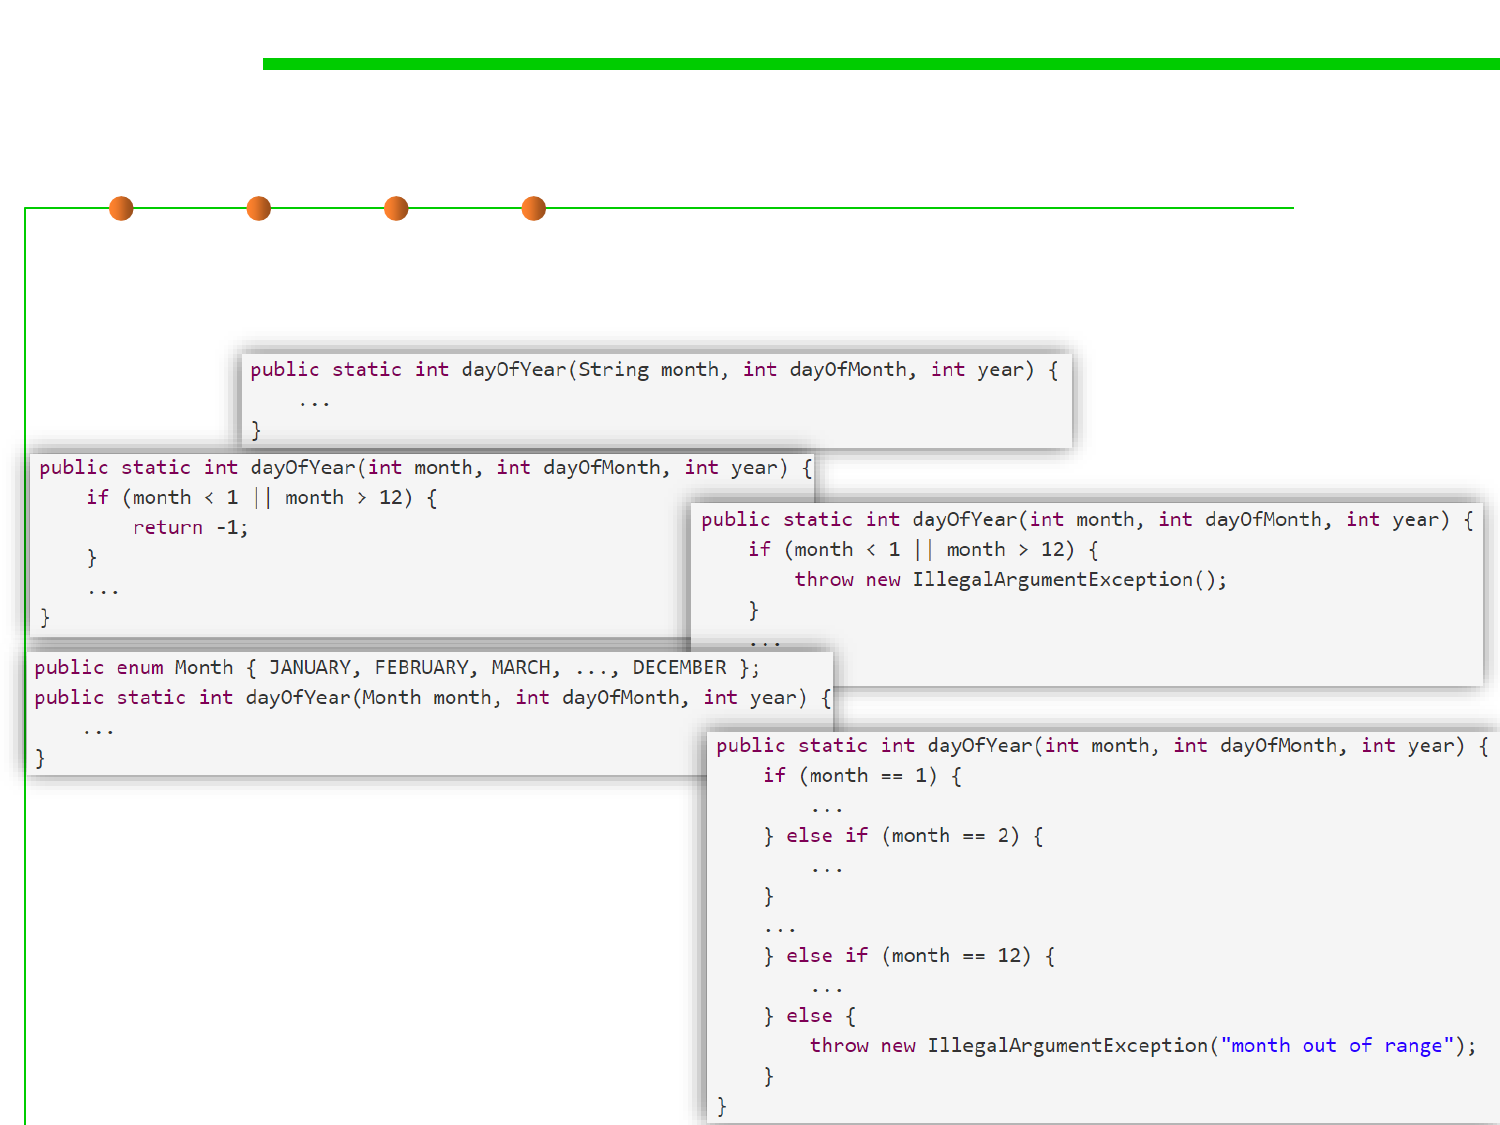 public static int dayOfYear(String month, int dayOfMonth, int year) {
    ...
}
public static int dayOfYear(int month, int dayOfMonth, int year) {
    if (month < 1 || month > 12) {
        return -1;
    }
    ...
}
public static int dayOfYear(int month, int dayOfMonth, int year) {
    if (month < 1 || month > 12) {
        throw new IllegalArgumentException();
    }
    ...
public enum Month { JANUARY, FEBRUARY, MARCH, ..., DECEMBER };
public static int dayOfYear(Month month, int dayOfMonth, int year) {
    ...
}
public static int dayOfYear(int month, int dayOfMonth, int year) {
    if (month == 1) {
        ...
    } else if (month == 2) {
        ...
    }
    ...
    } else if (month == 12) {
        ...
    } else {
        throw new IllegalArgumentException("month out of range");
    }
}